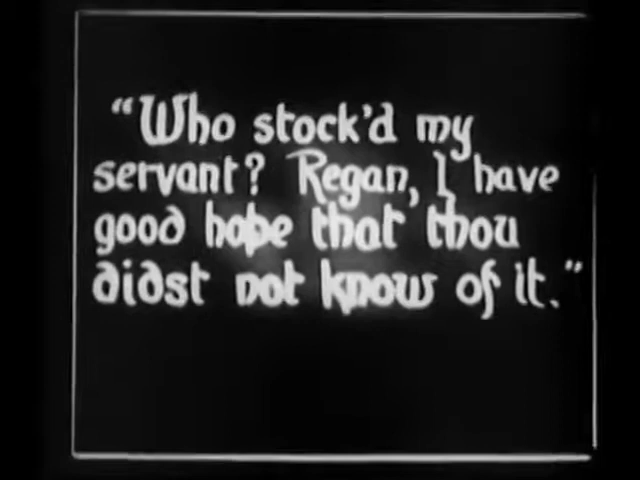 "Who stock'd my
servant? Regan, I have
good hope that thou
didst not know of it."